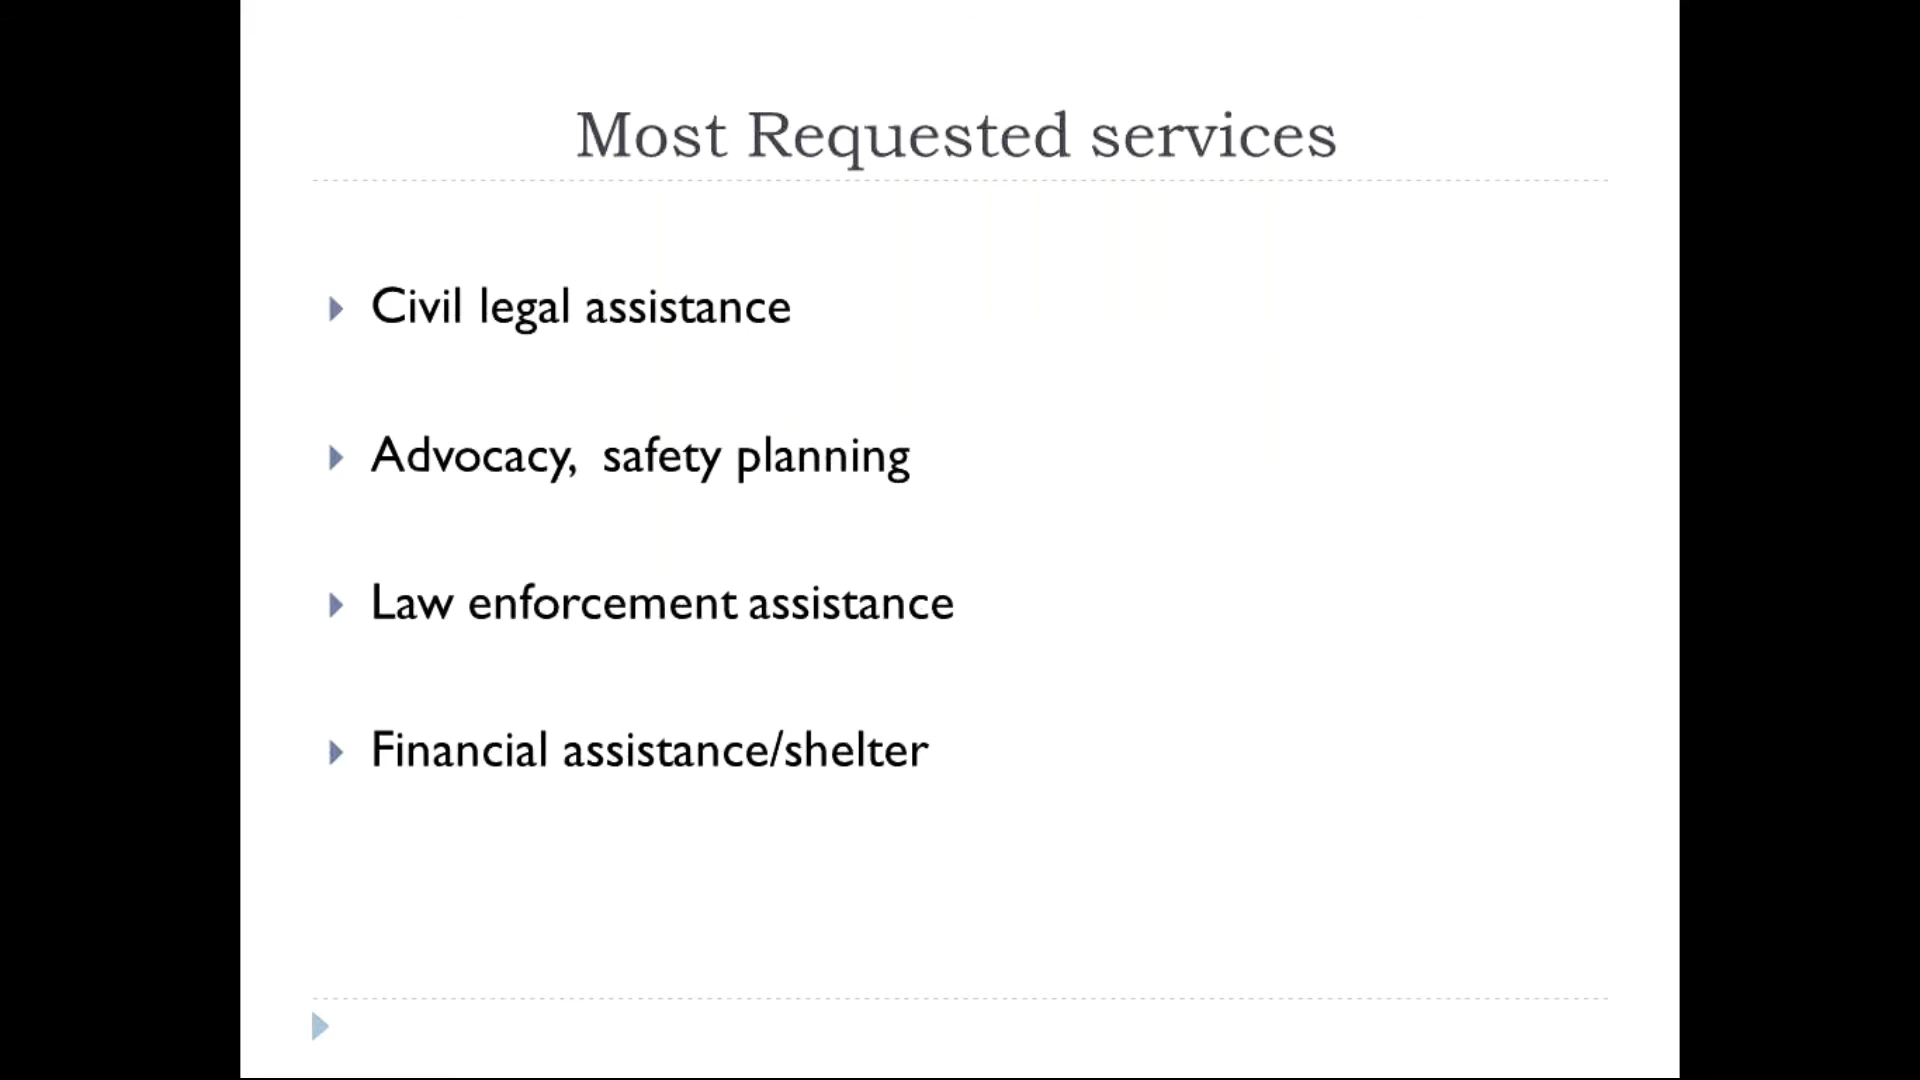 Most Requested services
Civil legal assistance
Advocacy,  safety planning
Law enforcement assistance
Financial assistance/shelter